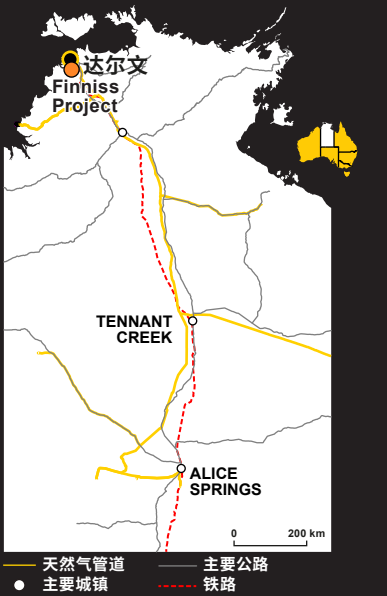 达尔文
Finniss
Project
TENNANT
CREEK
ALICE
SPRINGS
0 200 km
天然气管道 主要公路
主要城镇 铁路